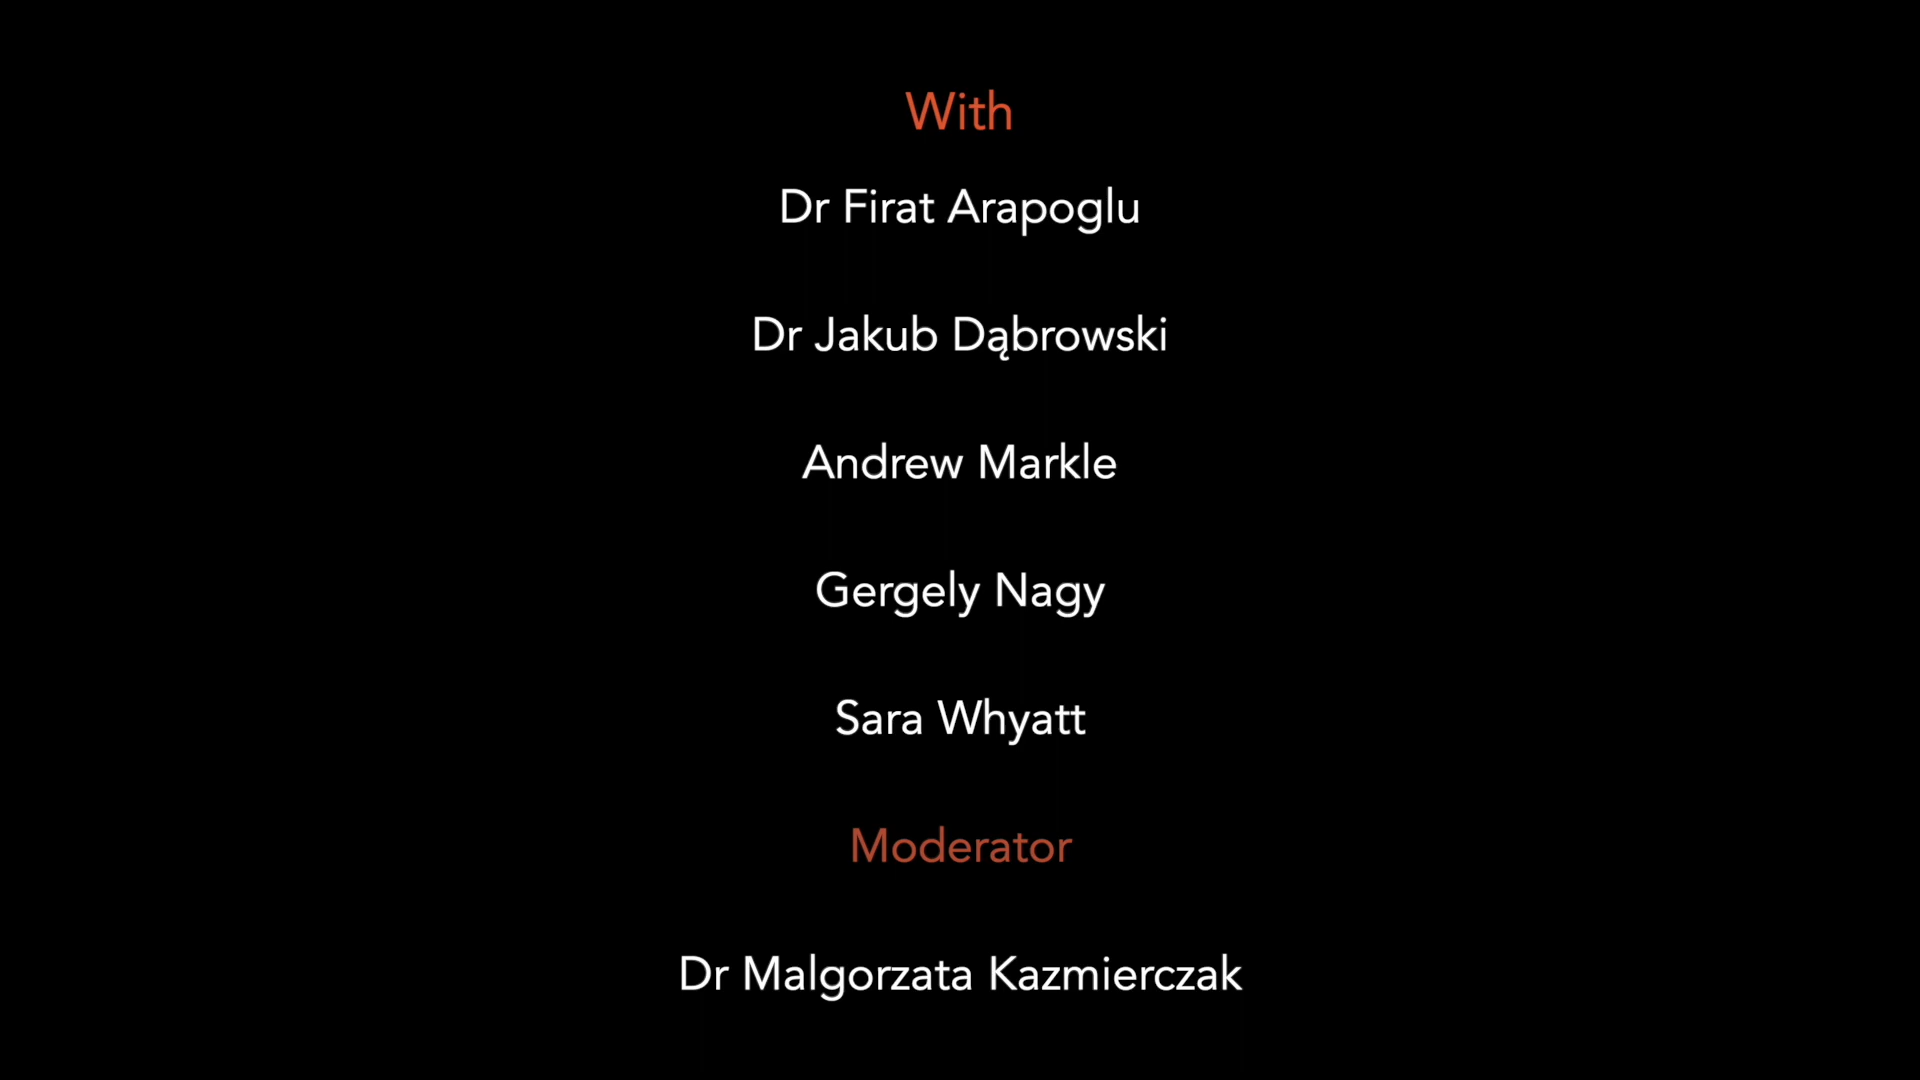 With
Dr Firat Arapoglu
Dr Jakub Dąbrowski
Andrew Markle
Gergely Nagy
Sara Whyatt
Moderator
Dr Malgorzata Kazmierczak